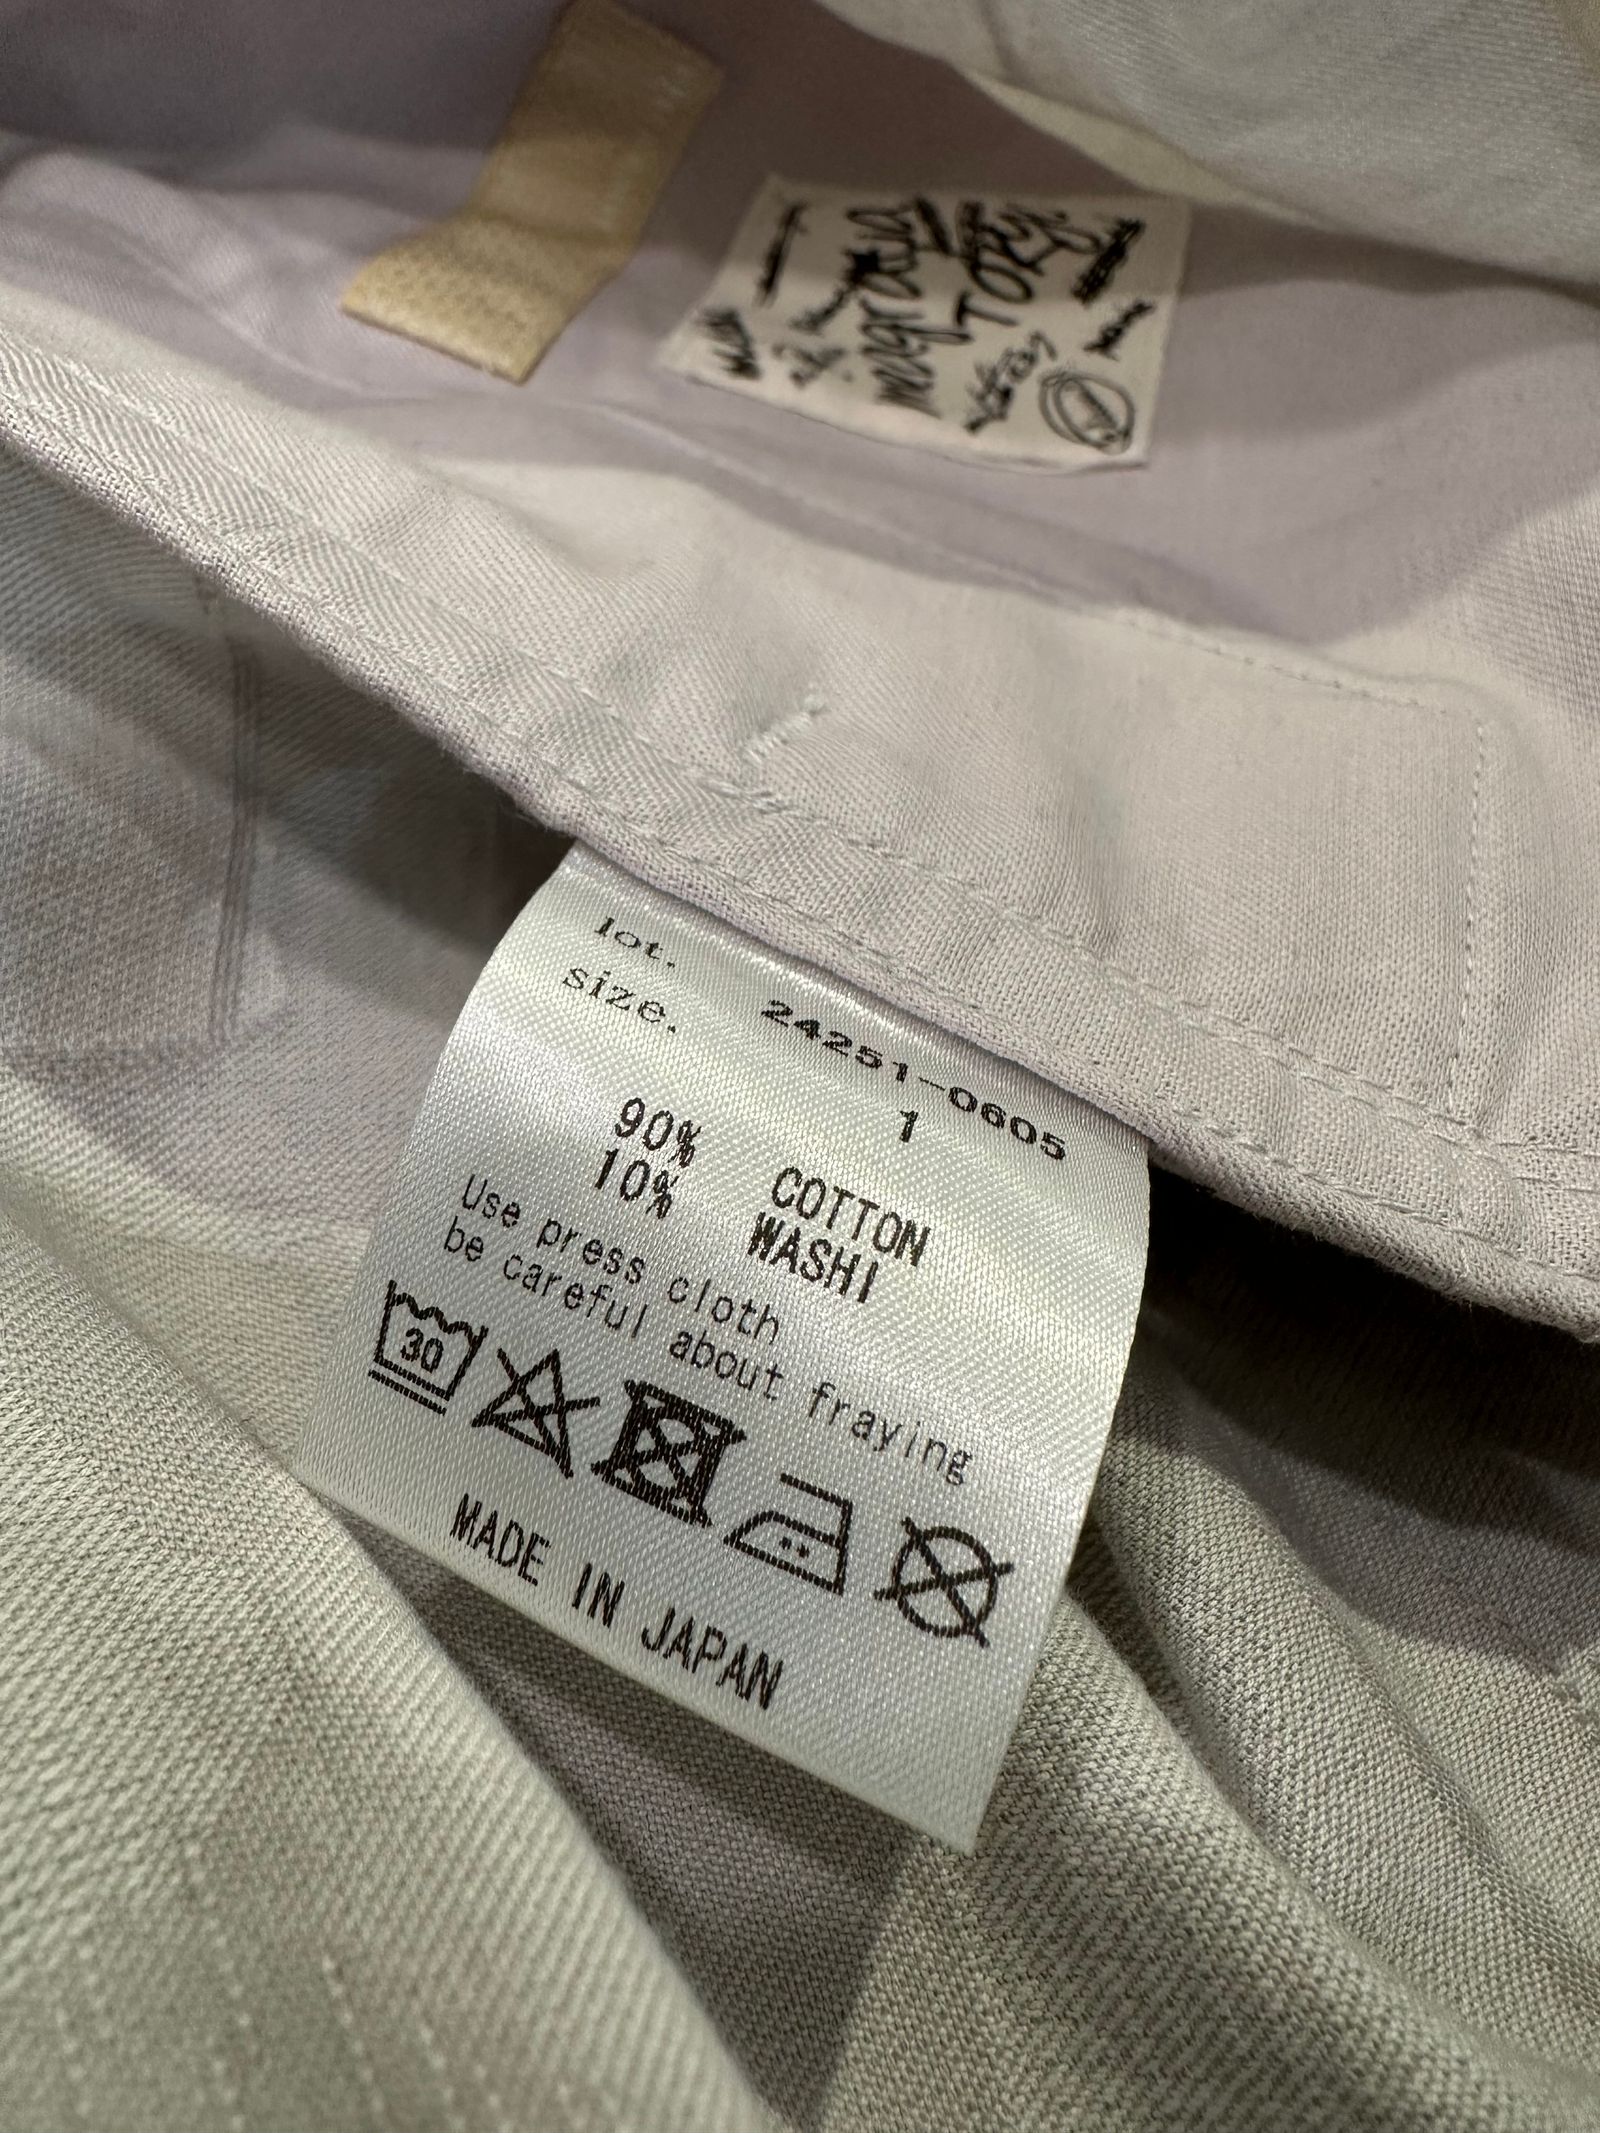 TOKYO
lot. 24251-0605
size. 1
90% COTTON
10% WASHI
Use press cloth
be careful about fraying
30
MADE IN JAPAN